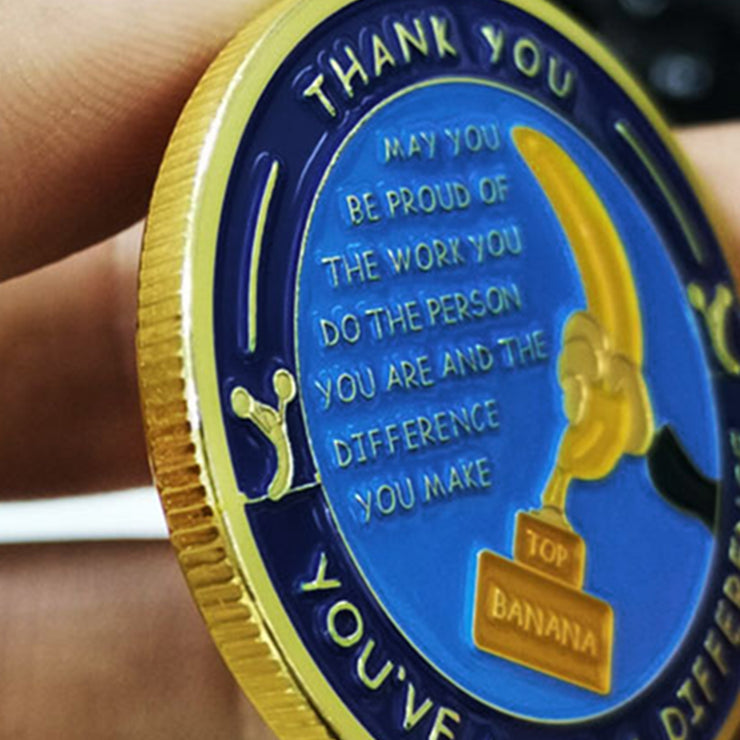 THANK YOU
MAY YOU
BE PROUD OF
THE WORK YOU
DO THE PERSON
YOU ARE AND THE
DIFFERENCE
YOU MAKE
TOP
BANANA
YOU'VE